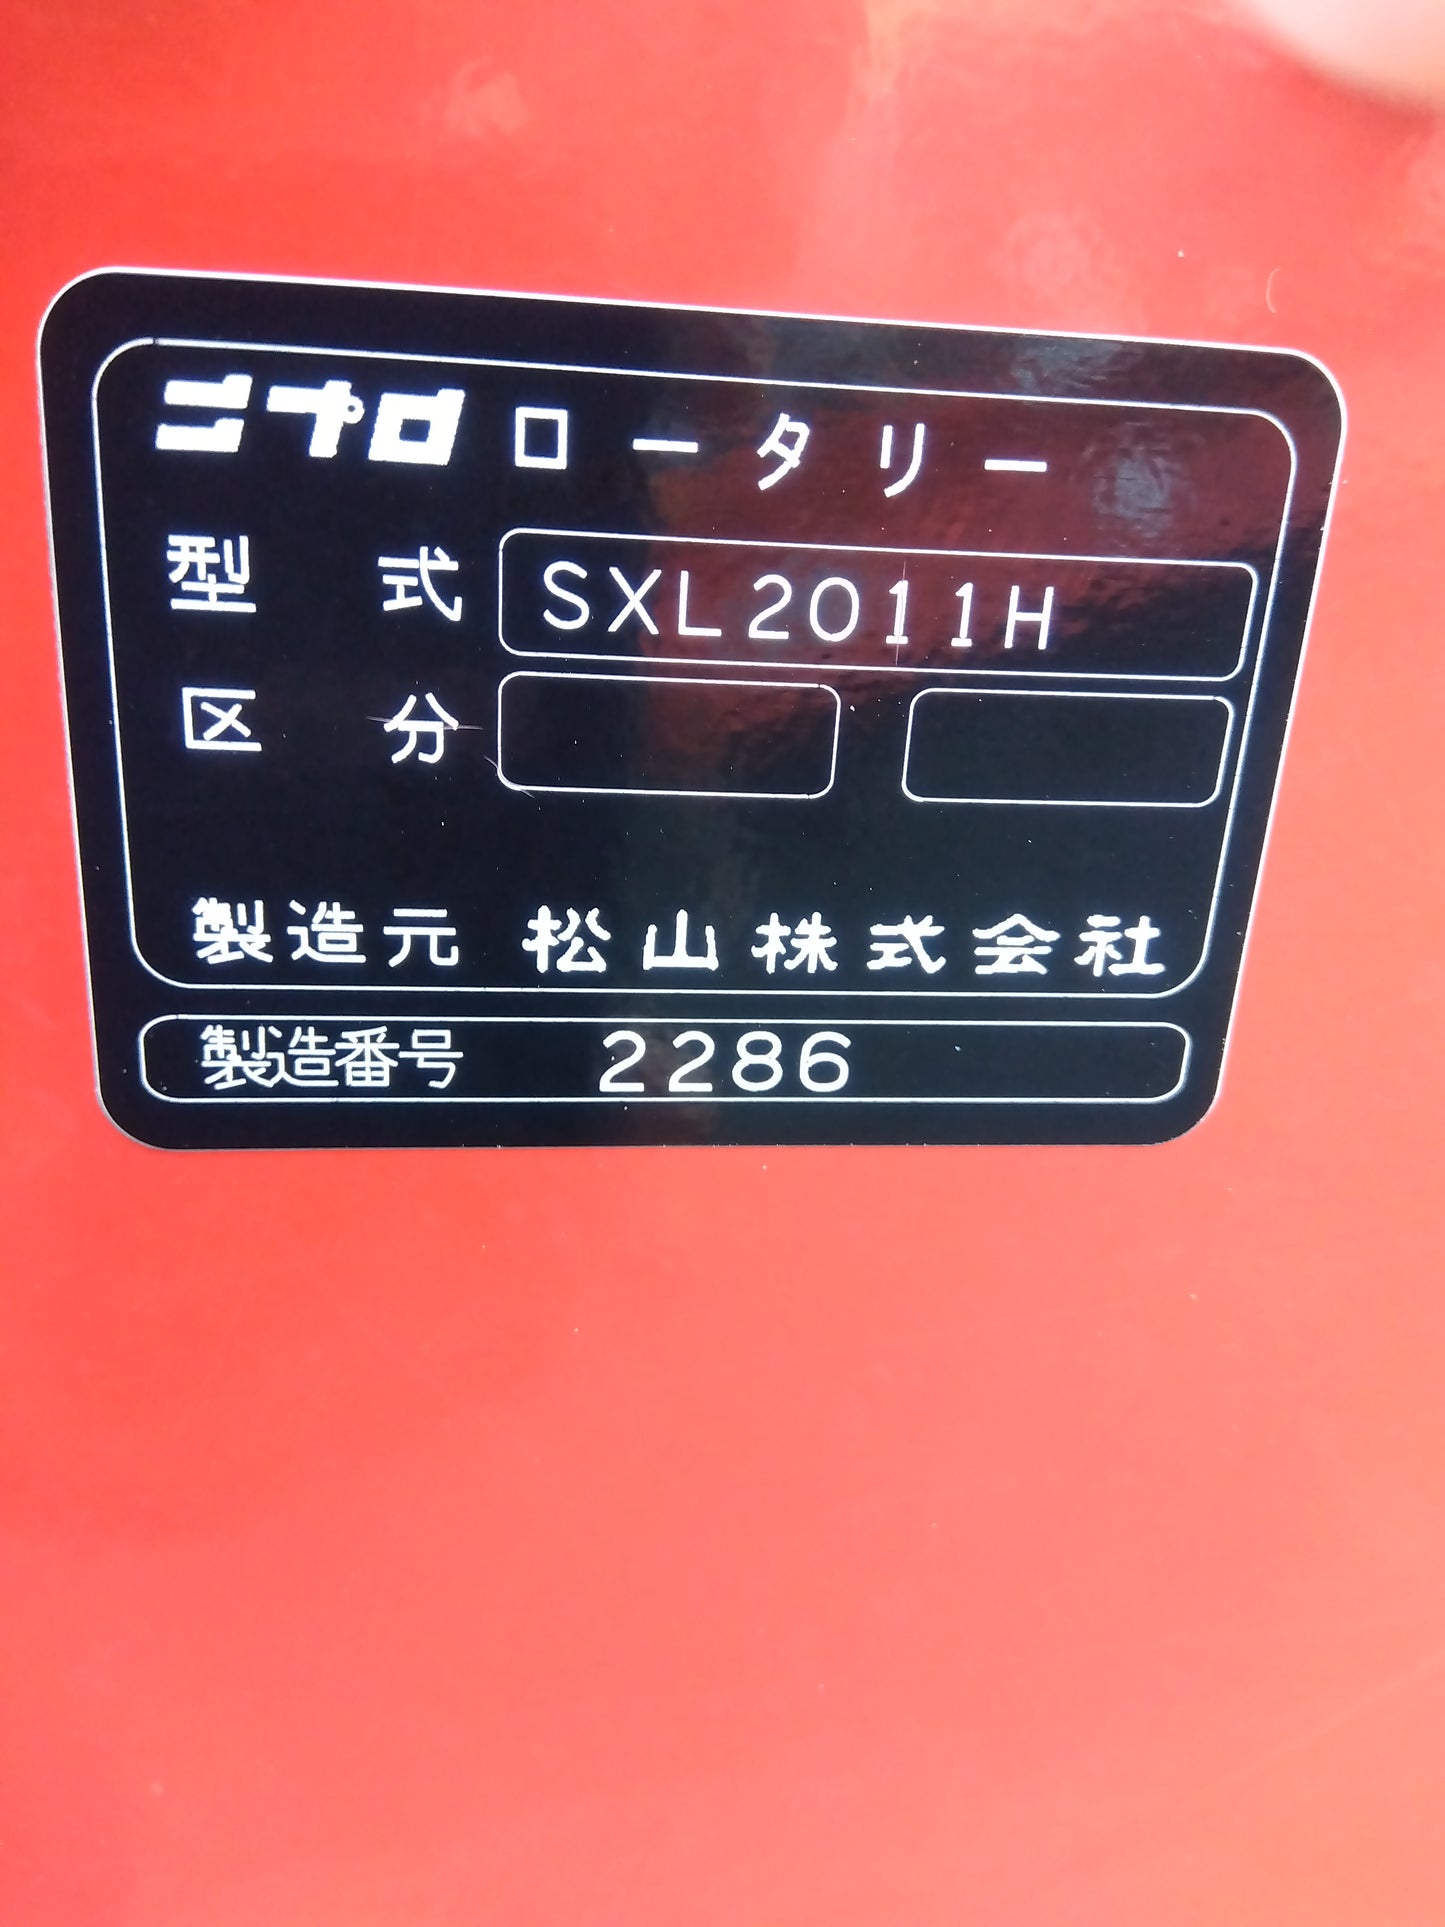 ニプロ ロータリー
型式 SXL2011H
区分
製造元 松山株式会社
製造番号 2286